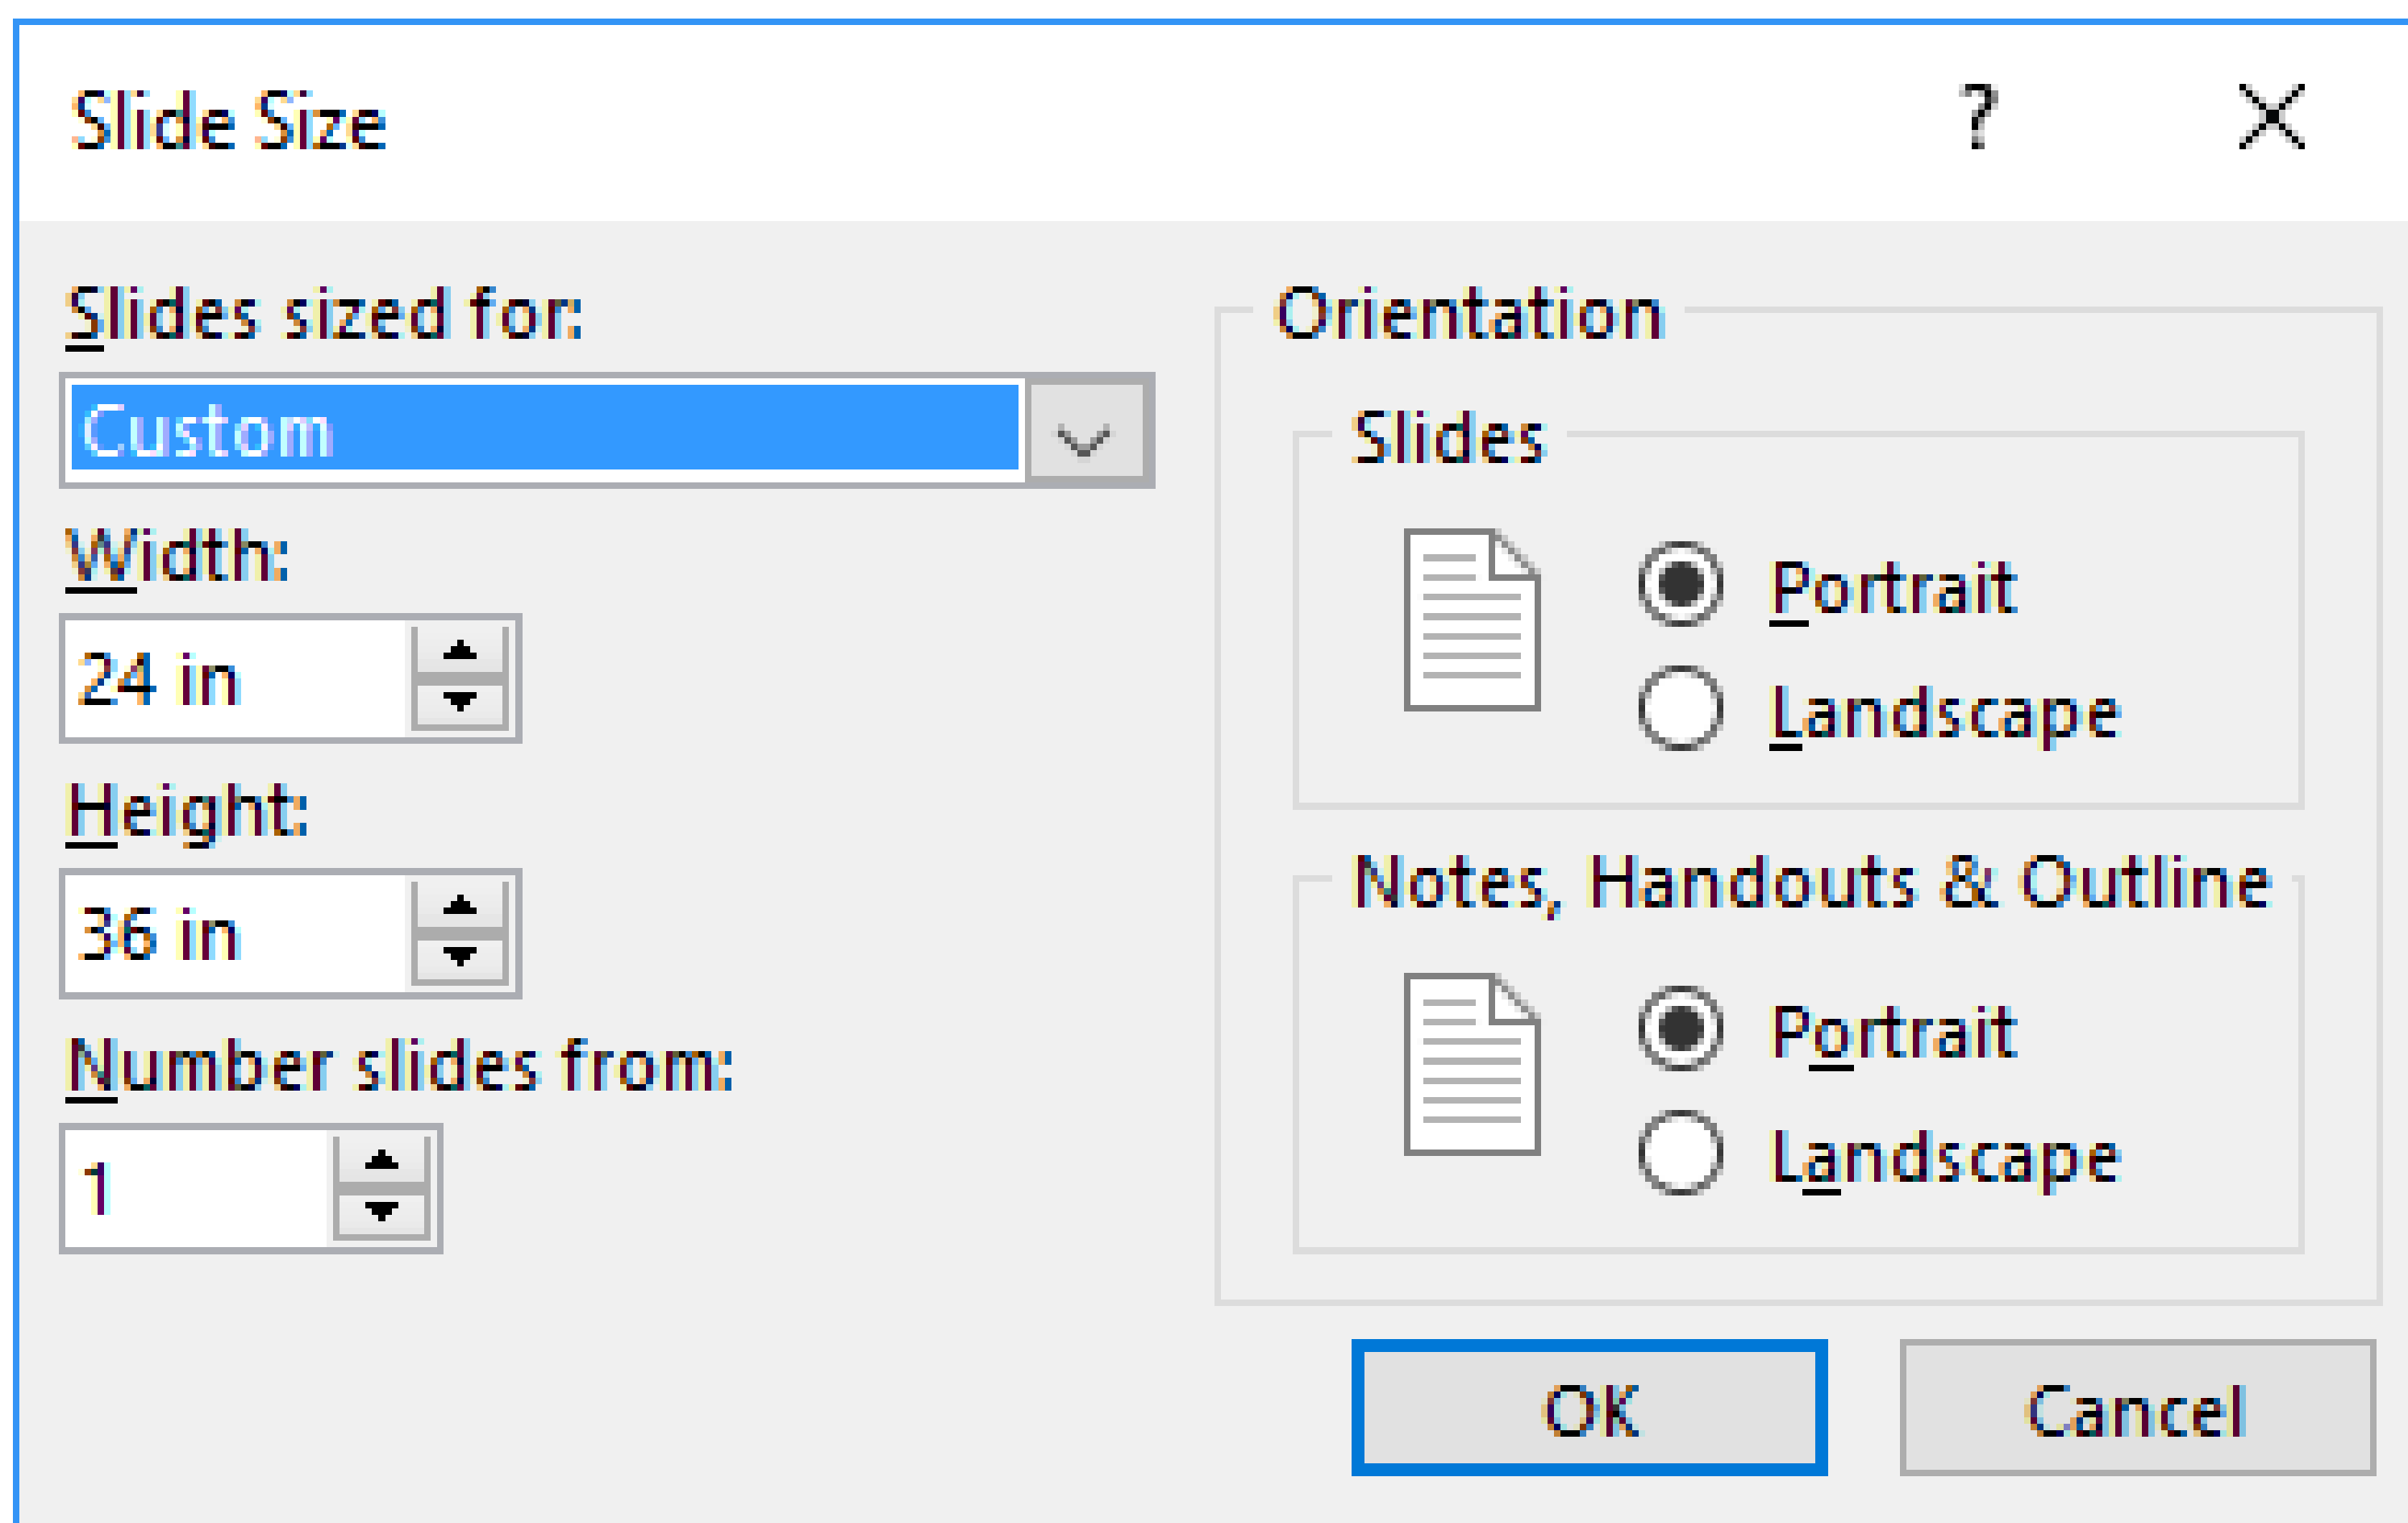 Slide Size ?
Slides sized for:
Custom
Width:
24 in
Height:
36 in
Number slides from:
1
Orientation
Slides
Portrait
Landscape
Notes, Handouts & Outline
Portrait
Landscape
OK Cancel